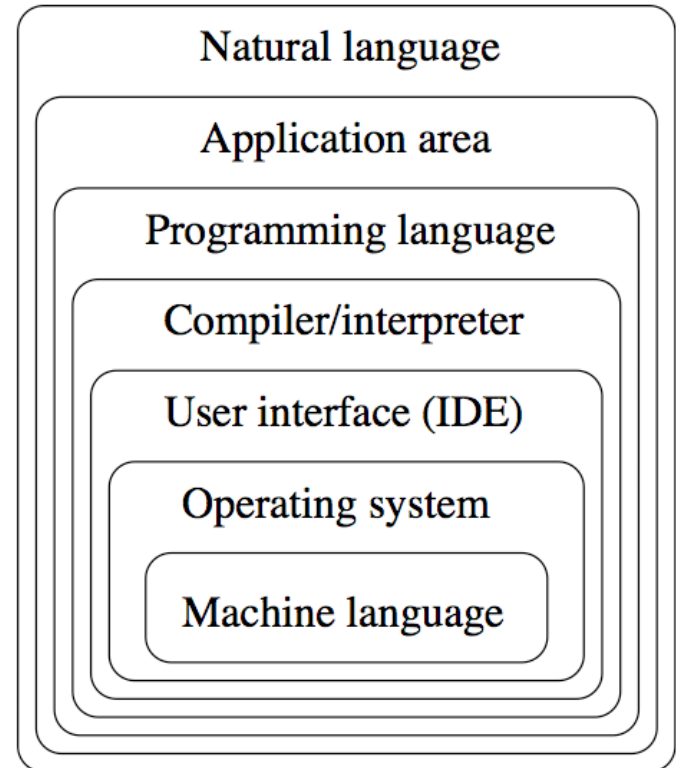 Natural language
Application area
Programming language
Compiler/interpreter
User interface (IDE)
Operating system
Machine language